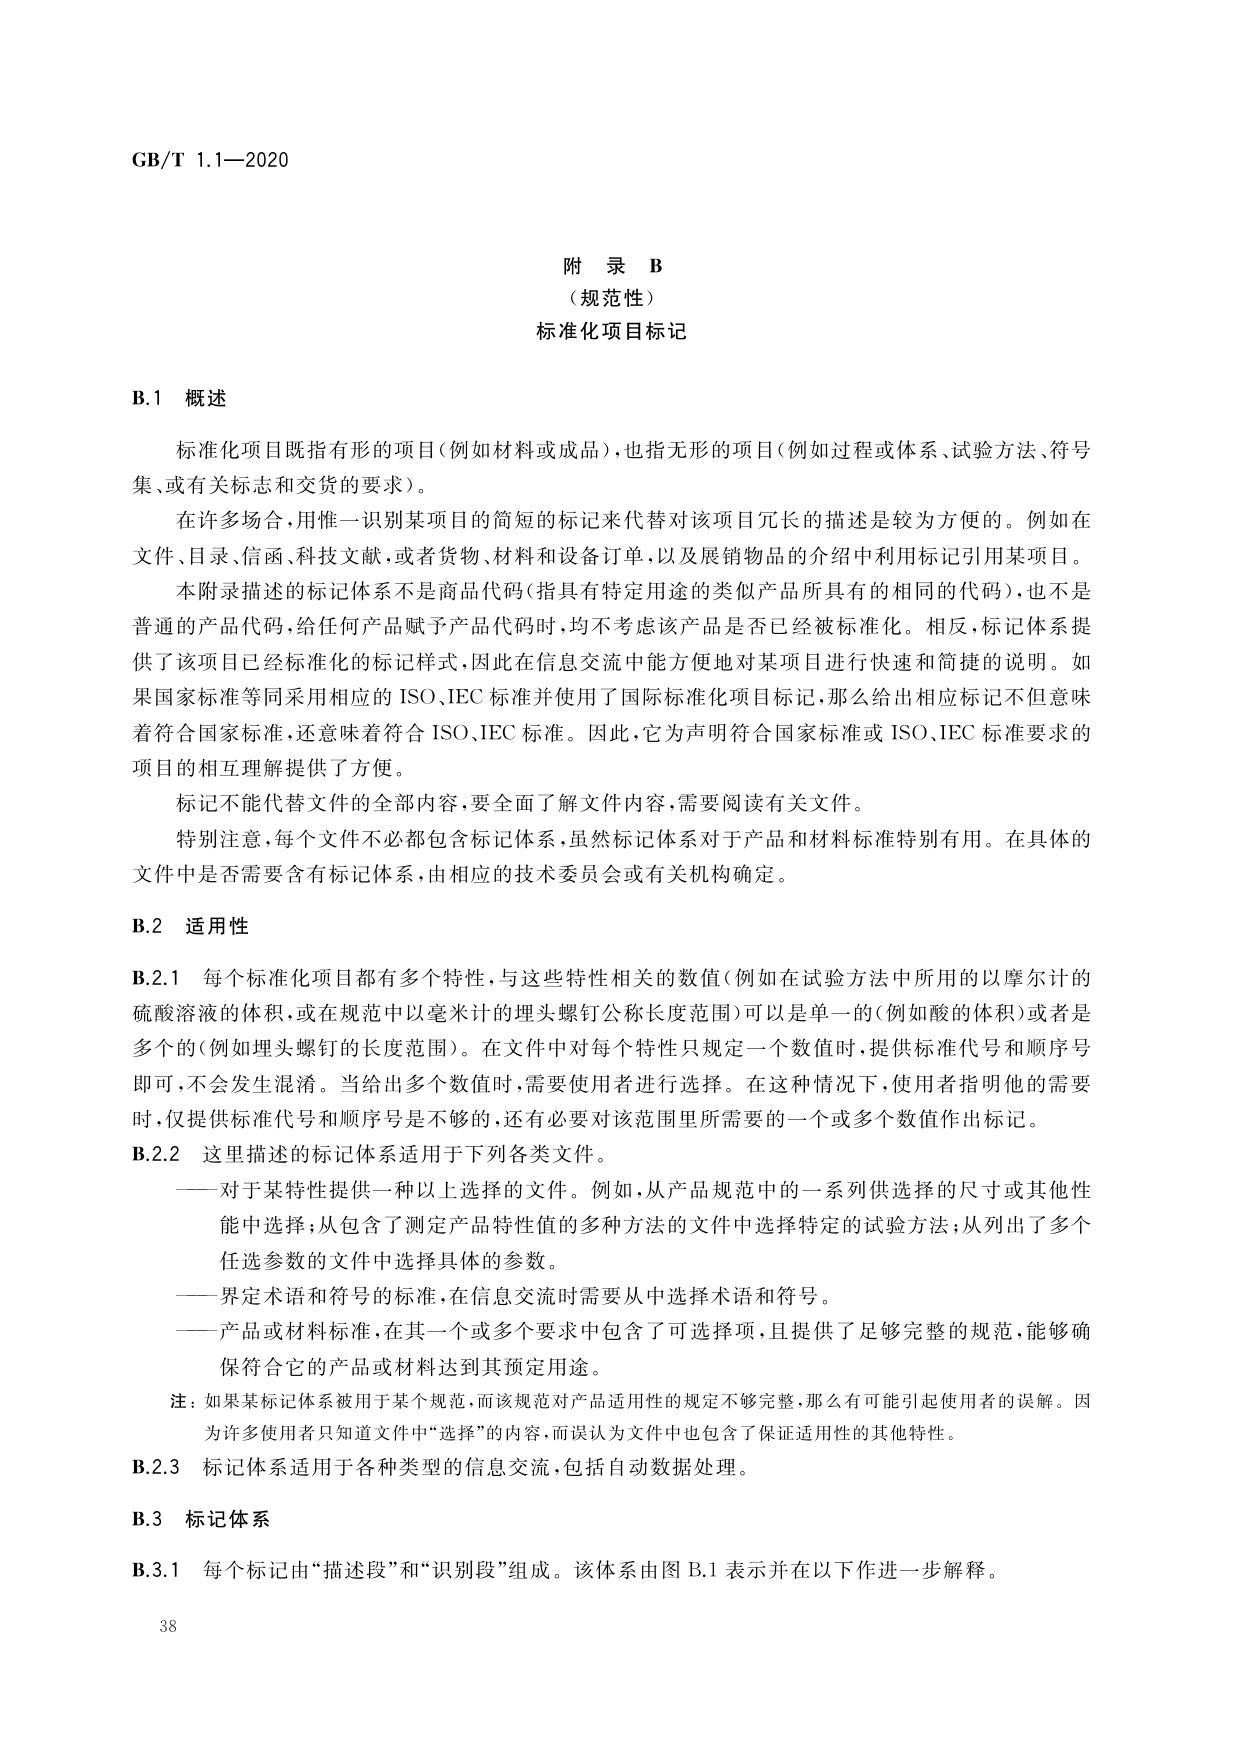 GB/T 1.1—2020
附 录 B
（规范性）
标准化项目标记
B.1 概述
标准化项目既指有形的项目(例如材料或成品),也指无形的项目(例如过程或体系、试验方法、符号
集、或有关标志和交货的要求)。
在许多场合,用惟一识别某项目的简短的标记来代替对该项目冗长的描述是较为方便的。例如在
文件、目录、信函、科技文献,或者货物、材料和设备订单,以及展销物品的介绍中利用标记引用某项目。
本附录描述的标记体系不是商品代码(指具有特定用途的类似产品所具有的相同的代码),也不是
普通的产品代码,给任何产品赋予产品代码时,均不考虑该产品是否已经被标准化。相反,标记体系提
供了该项目已经标准化的标记样式,因此在信息交流中能方便地对某项目进行快速和简捷的说明。如
果国家标准等同采用相应的 ISO、IEC 标准并使用了国际标准化项目标记,那么给出相应标记不但意味
着符合国家标准,还意味着符合 ISO、IEC 标准。因此,它为声明符合国家标准或 ISO、IEC 标准要求的
项目的相互理解提供了方便。
标记不能代替文件的全部内容,要全面了解文件内容,需要阅读有关文件。
特别注意,每个文件不必都包含标记体系,虽然标记体系对于产品和材料标准特别有用。在具体的
文件中是否需要含有标记体系,由相应的技术委员会或有关机构确定。
B.2 适用性
B.2.1 每个标准化项目都有多个特性,与这些特性相关的数值(例如在试验方法中所用的以摩尔计的
硫酸溶液的体积,或在规范中以毫米计的埋头螺钉公称长度范围)可以是单一的(例如酸的体积)或者是
多个的(例如埋头螺钉的长度范围)。在文件中对每个特性只规定一个数值时,提供标准代号和顺序号
即可,不会发生混淆。当给出多个数值时,需要使用者进行选择。在这种情况下,使用者指明他的需要
时,仅提供标准代号和顺序号是不够的,还有必要对该范围里所需要的一个或多个数值作出标记。
B.2.2 这里描述的标记体系适用于下列各类文件。
——对于某特性提供一种以上选择的文件。例如,从产品规范中的一系列供选择的尺寸或其他性
能中选择;从包含了测定产品特性值的多种方法的文件中选择特定的试验方法;从列出了多个
任选参数的文件中选择具体的参数。
——界定术语和符号的标准,在信息交流时需要从中选择术语和符号。
——产品或材料标准,在其一个或多个要求中包含了可选择项,且提供了足够完整的规范,能够确
保符合它的产品或材料达到其预定用途。
注：如果某标记体系被用于某个规范,而该规范对产品适用性的规定不够完整,那么有可能引起使用者的误解。因
为许多使用者只知道文件中“选择”的内容,而误认为文件中也包含了保证适用性的其他特性。
B.2.3 标记体系适用于各种类型的信息交流,包括自动数据处理。
B.3 标记体系
B.3.1 每个标记由“描述段”和“识别段”组成。该体系由图 B.1 表示并在以下作进一步解释。
38